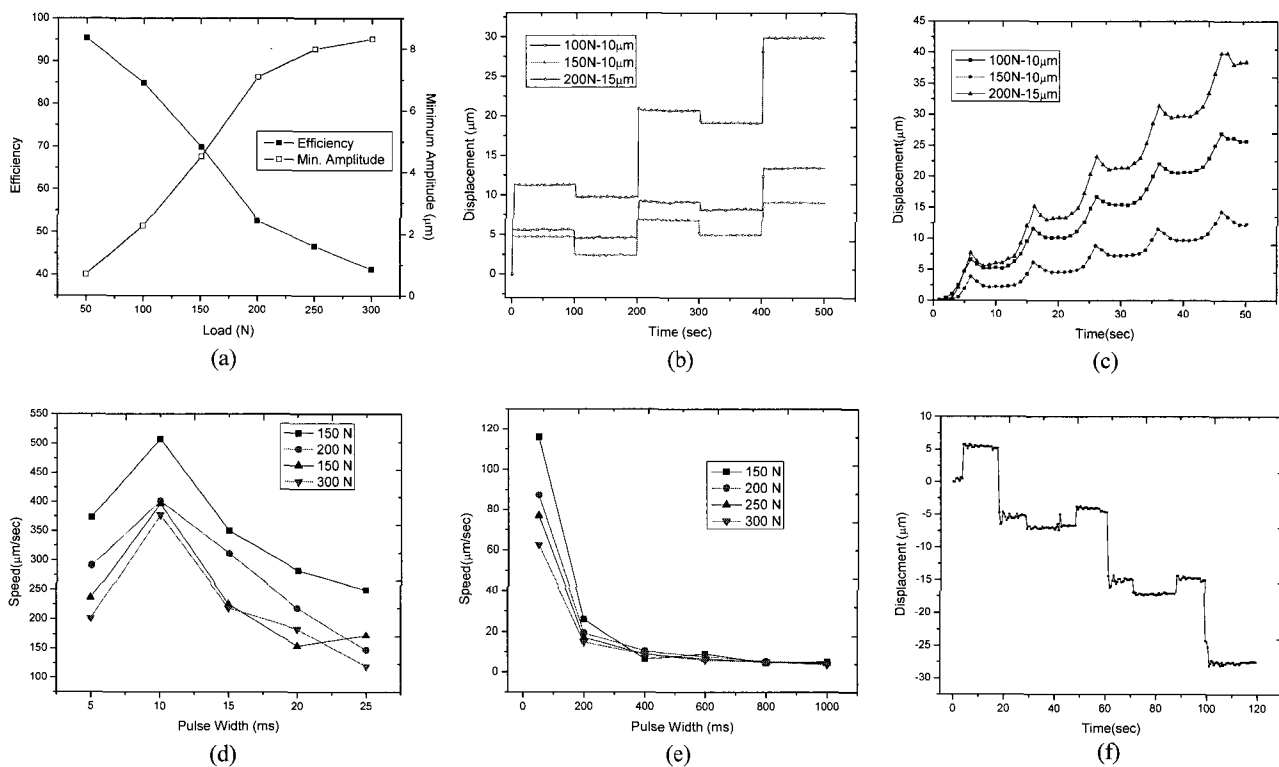 100
90
80
70
60
50
40
Efficiency
8
6
4
2
0
Minimum Amplitude (μm)
Efficiency
Min. Amplitude
50 100 150 200 250 300
Load (N)
(a)
30
25
20
15
10
5
0
Displacement (μm)
100N-10μm
150N-10μm
200N-15μm
0 100 200 300 400 500
Time (sec)
(b)
45
40
35
30
25
20
15
10
5
0
Displacement(μm)
100N-10μm
150N-10μm
200N-15μm
0 10 20 30 40 50
Time(sec)
(c)
550
500
450
400
350
300
250
200
150
100
Speed(μm/sec)
150 N
200 N
150 N
300 N
5 10 15 20 25
Pulse Width (ms)
(d)
120
100
80
60
40
20
0
Speed(μm/sec)
150 N
200 N
250 N
300 N
0 200 400 600 800 1000
Pulse Width (ms)
(e)
10
5
0
-5
-10
-15
-20
-25
-30
Displacment (μm)
0 20 40 60 80 100 120
Time(sec)
(f)